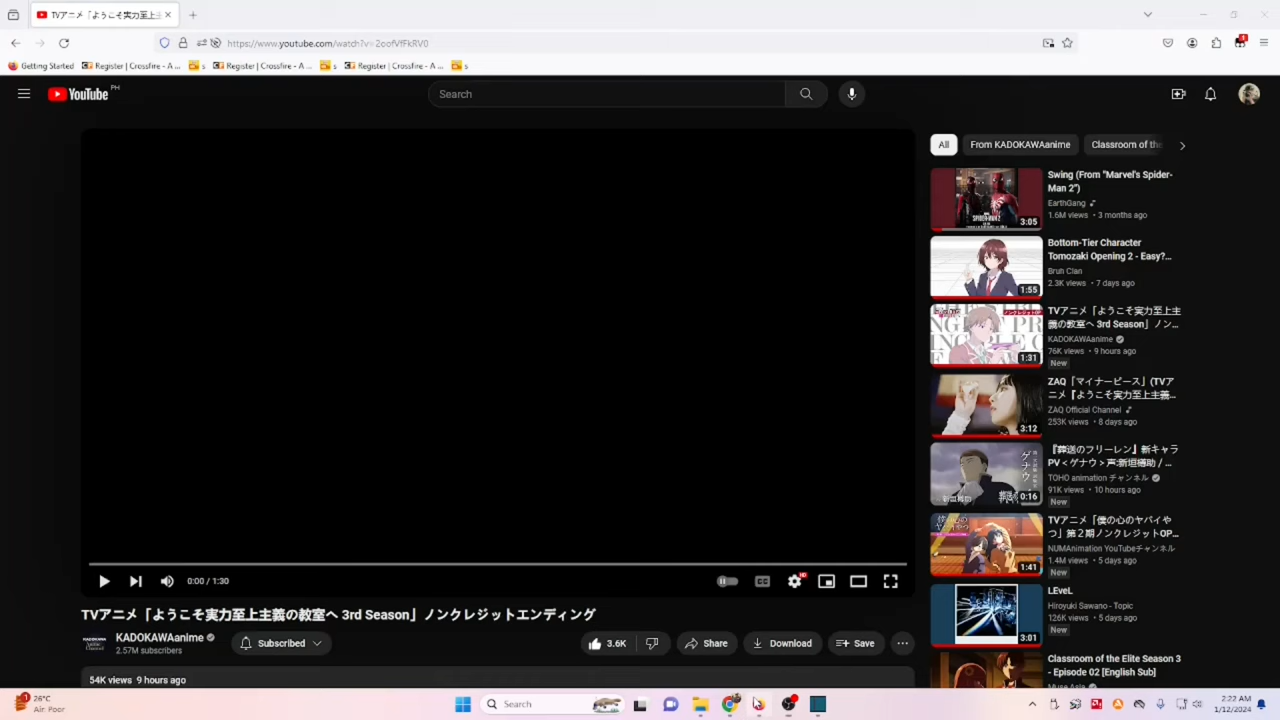 TVアニメ「ようこそ実力至上主
https://www.youtube.com/watch?v=2oofVfFkRV0
Getting Started
Register | Crossfire - A ...
s
Register | Crossfire - A ...
s
Register | Crossfire - A ...
s
YouTube PH
Search
All
From KADOKAWAanime
Classroom of the
Swing (From "Marvel's Spider-
Man 2")
EarthGang
1.6M views • 3 months ago
3:05
Bottom-Tier Character
Tomozaki Opening 2 - Easy?...
Bruh Clan
2.3K views • 7 days ago
1:55
TVアニメ「ようこそ実力至上主
義の教室へ 3rd Season」ノン...
KADOKAWAanime
76K views • 9 hours ago
New
1:31
ZAQ「マイナーピース」(TVア
ニメ『ようこそ実力至上主義...
ZAQ Official Channel
253K views • 8 days ago
3:12
『葬送のフリーレン』新キャラ
PV＜ゲナウ＞声:新垣樽助 / ...
TOHO animation チャンネル
91K views • 10 hours ago
New
ゲナウ
新垣樽助
0:16
TVアニメ「僕の心のヤバイや
つ」第２期ノンクレジットOP...
NUMAnimation YouTubeチャンネル
1.4M views • 5 days ago
New
1:41
LEveL
Hiroyuki Sawano - Topic
126K views • 5 days ago
New
3:01
Classroom of the Elite Season 3
- Episode 02 [English Sub]
Muse Asia
0:00 / 1:30
HD
TVアニメ「ようこそ実力至上主義の教室へ 3rd Season」ノンクレジットエンディング
KADOKAWAanime
2.57M subscribers
Subscribed
3.6K
Share
Download
Save
54K views 9 hours ago
26°C
Air: Poor
Search
2:22 AM
1/12/2024